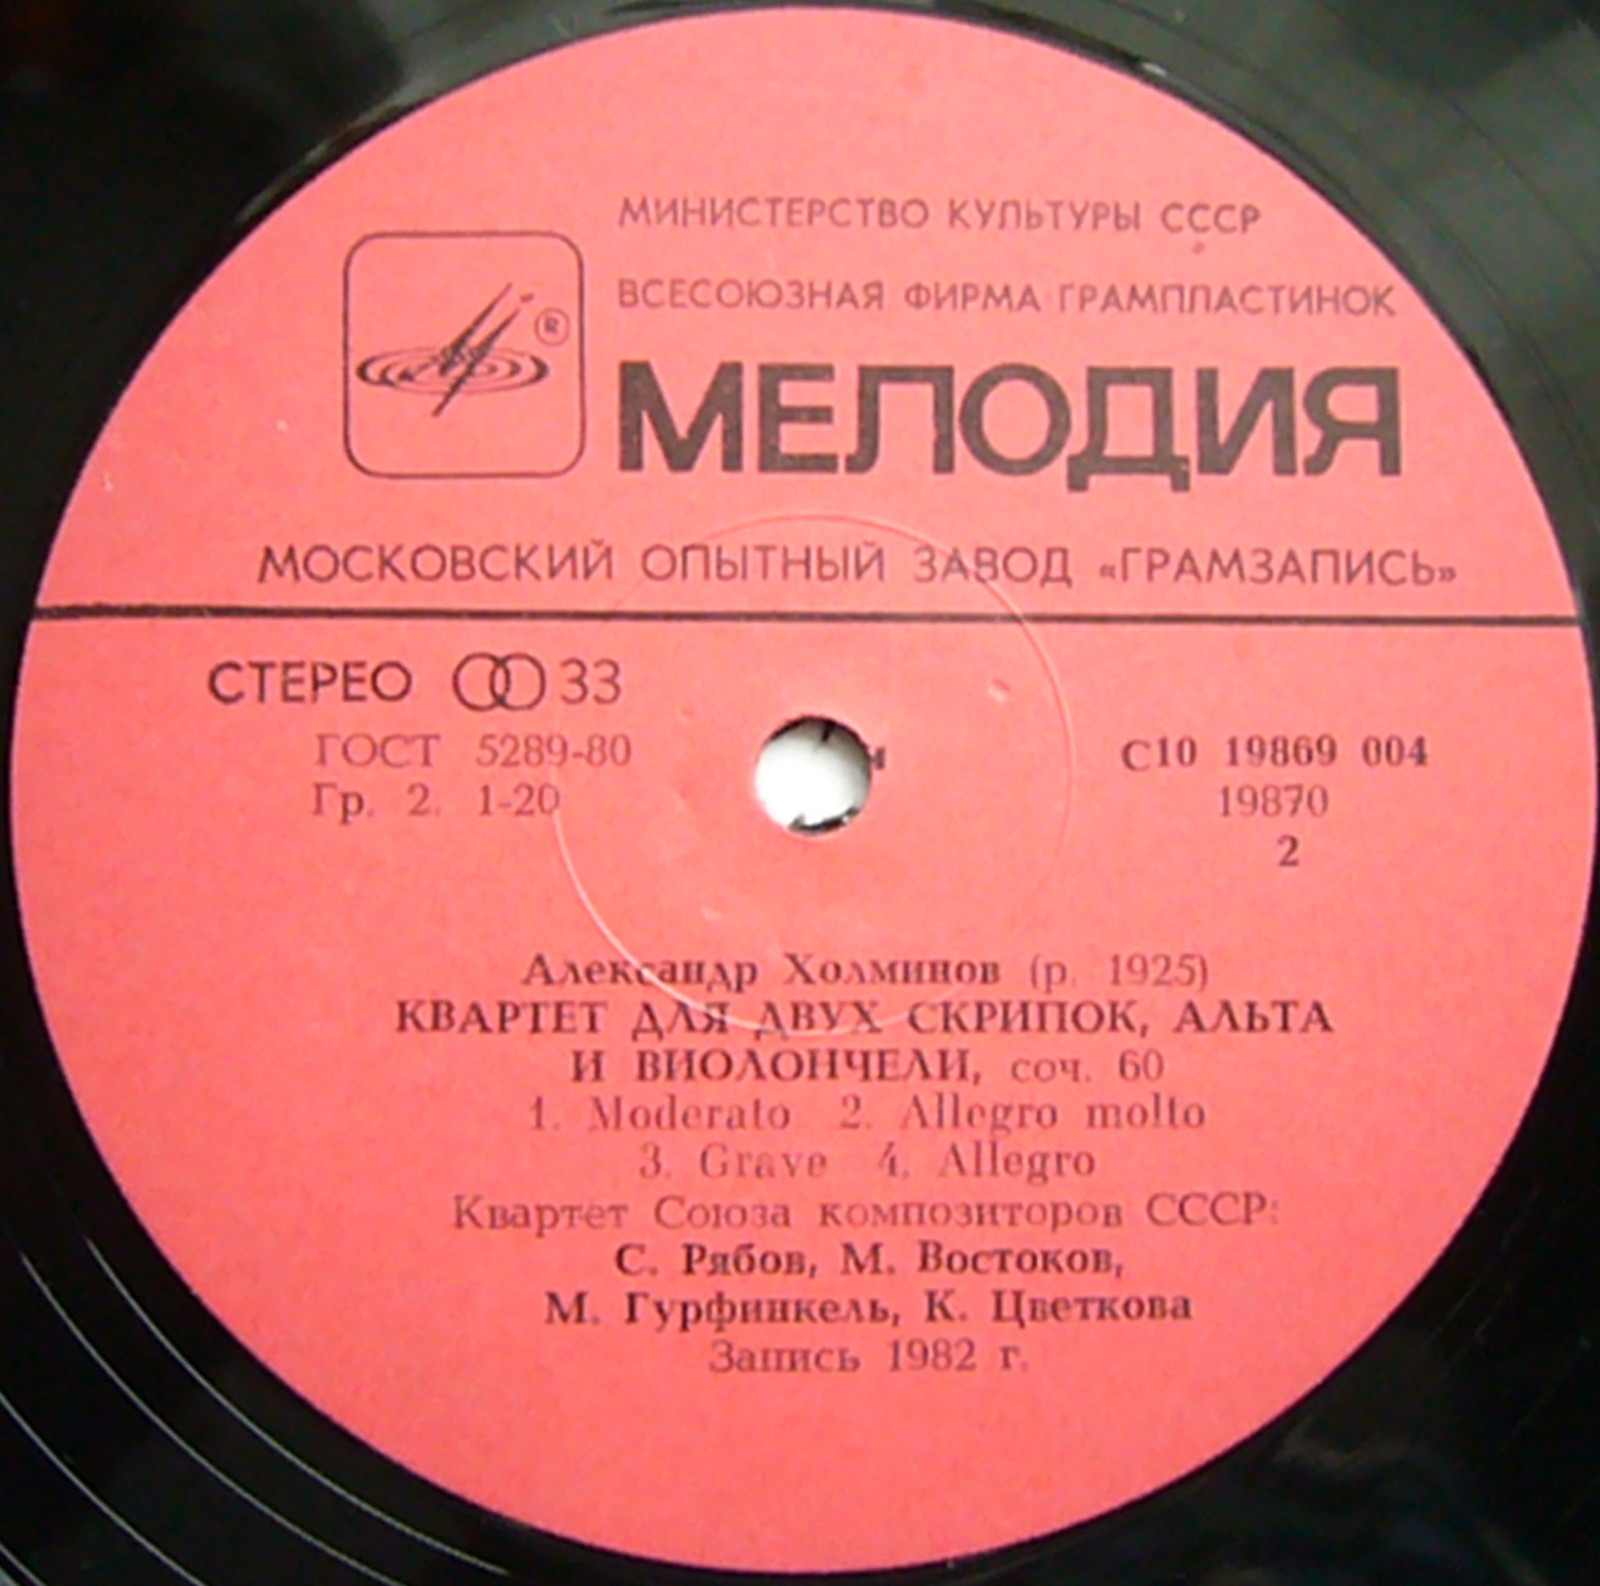 МИНИСТЕРСТВО КУЛЬТУРЫ СССР
ВСЕСОЮЗНАЯ ФИРМА ГРАМПЛАСТИНОК
®
МЕЛОДИЯ
МОСКОВСКИЙ ОПЫТНЫЙ ЗАВОД «ГРАМЗАПИСЬ»
СТЕРЕО 33
ГОСТ 5289-80
Гр. 2. 1-20
С10 19869 004
19870
2
Александр Холминов (р. 1925)
КВАРТЕТ ДЛЯ ДВУХ СКРИПОК, АЛЬТА
И ВИОЛОНЧЕЛИ, соч. 60
1. Moderato 2. Allegro molto
3. Grave 4. Allegro
Квартет Союза композиторов СССР:
С. Рябов, М. Востоков,
М. Гурфинкель, К. Цветкова
Запись 1982 г.